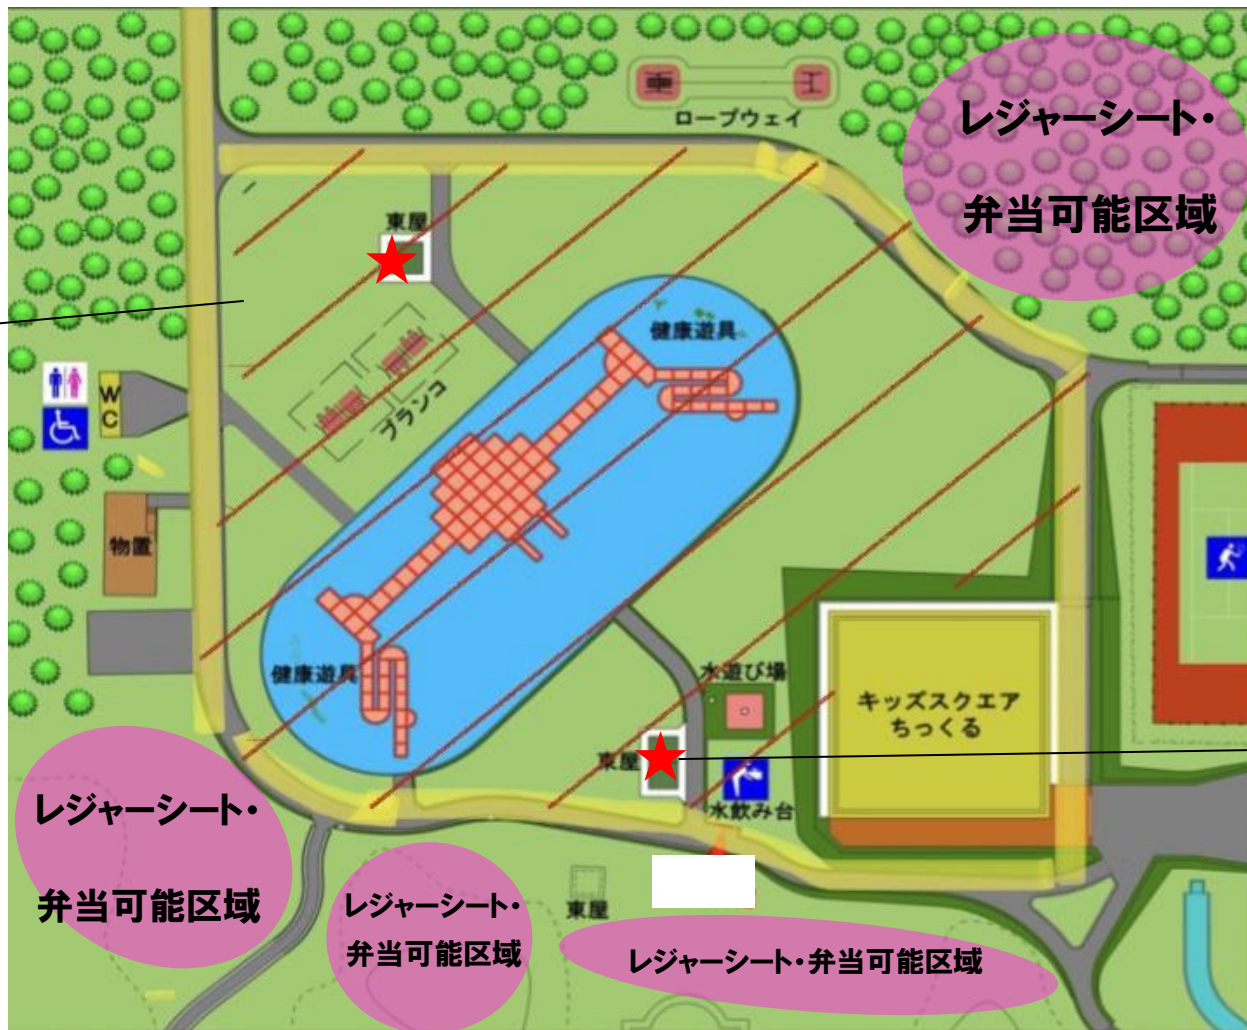 ロープウェイ
レジャーシート・
弁当可能区域
東屋
健康遊具
ブランコ
WC
物置
健康遊具
水遊び場
キッズスクエア
ちっくる
東屋
水飲み台
レジャーシート・
弁当可能区域
レジャーシート・
弁当可能区域
東屋
レジャーシート・弁当可能区域